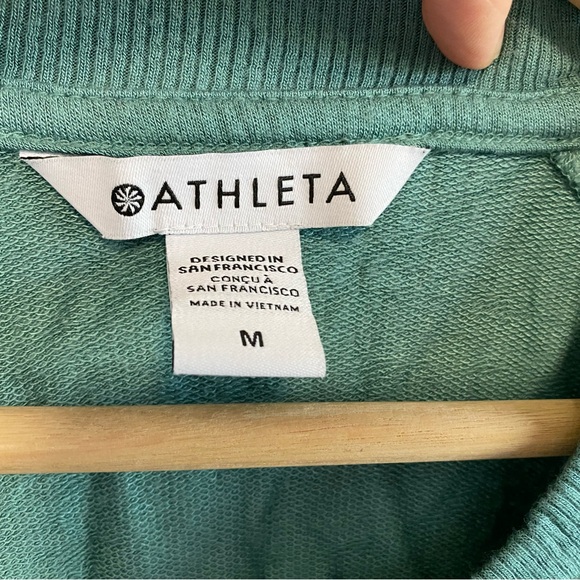 ATHLETA
DESIGNED IN
SAN FRANCISCO
CONÇU À
SAN FRANCISCO
MADE IN VIETNAM
M